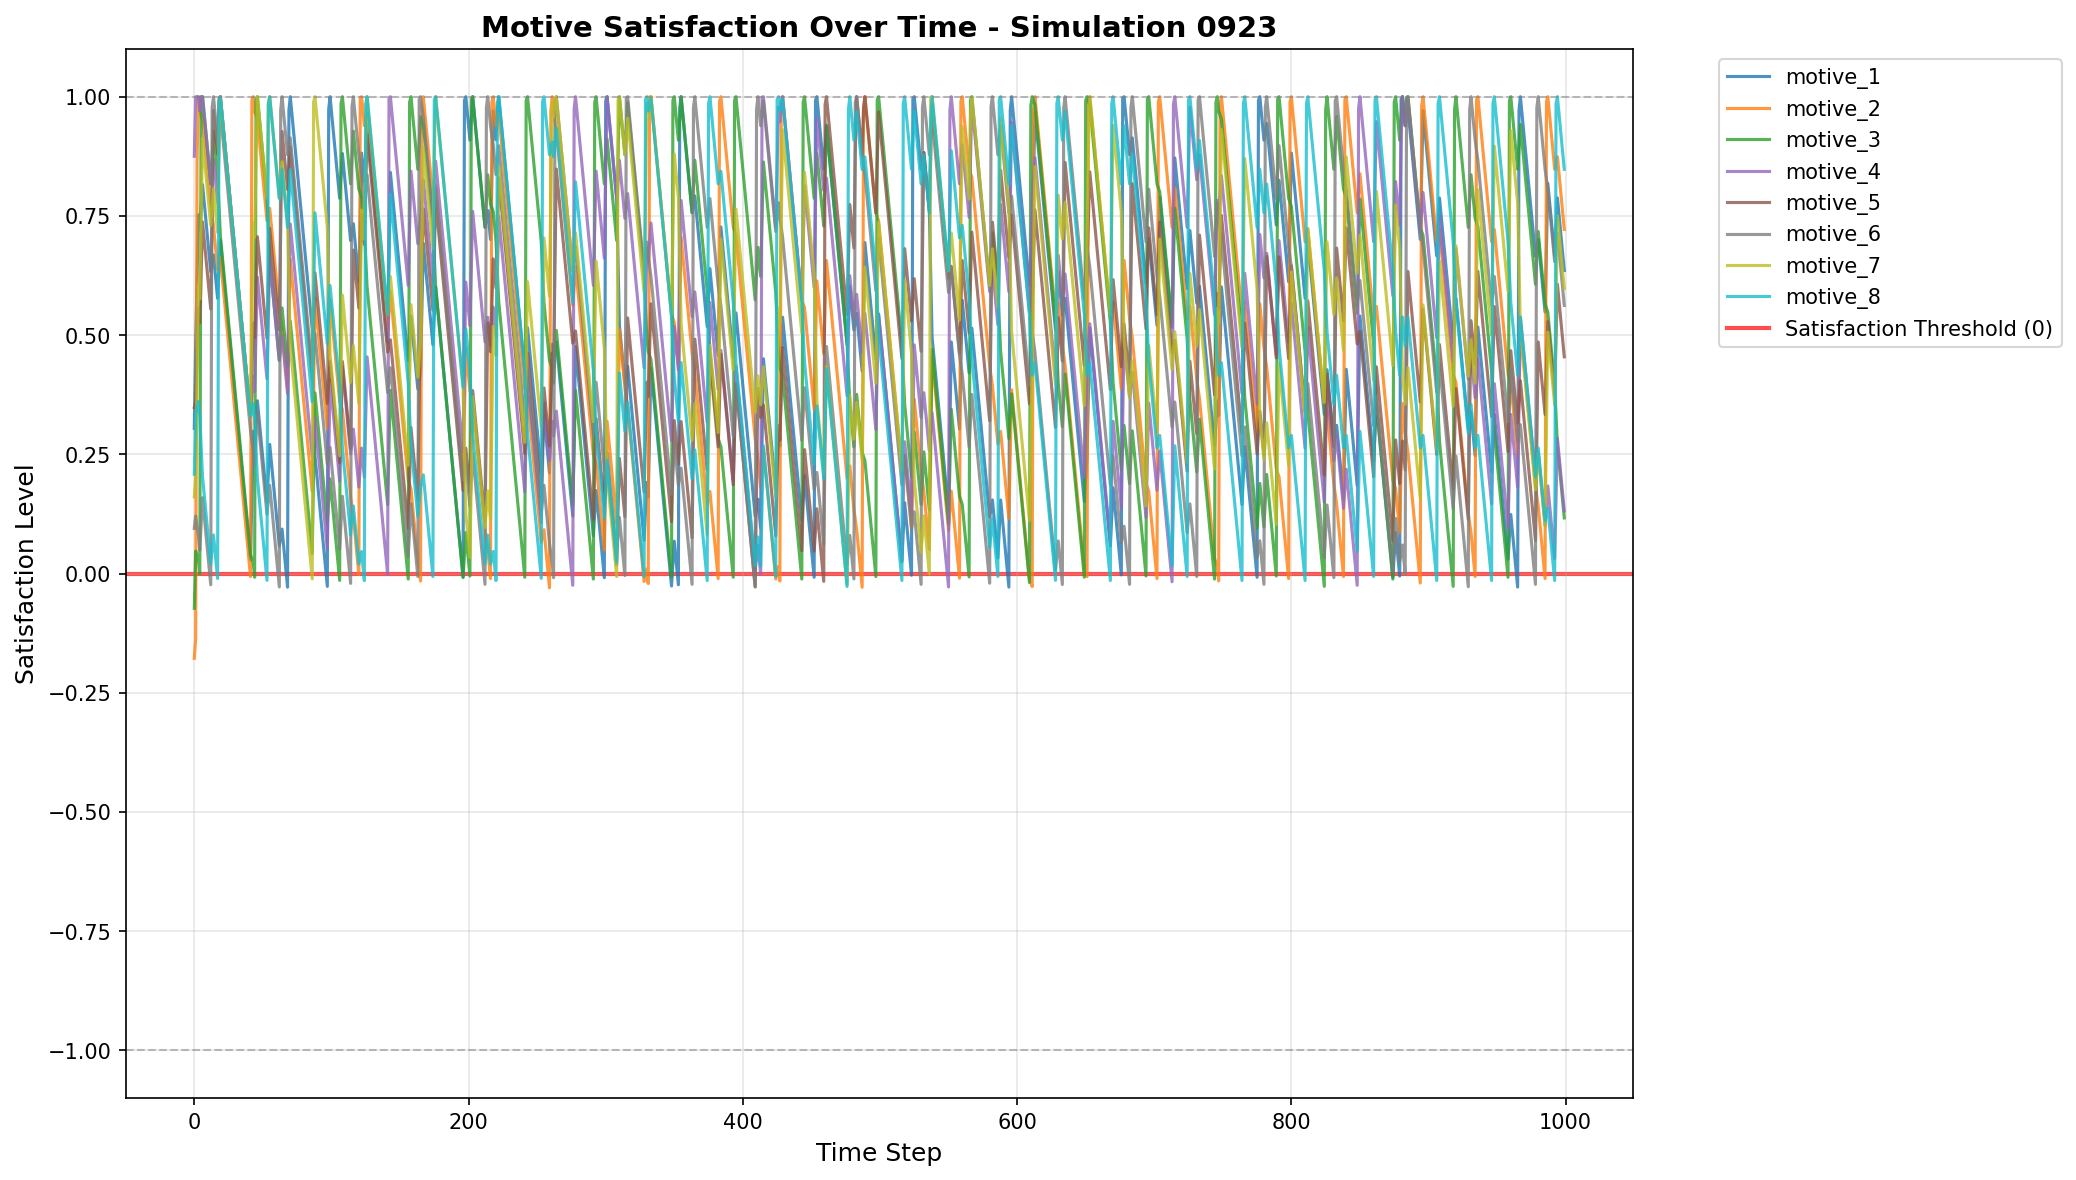 Motive Satisfaction Over Time - Simulation 0923
Satisfaction Level
1.00
0.75
0.50
0.25
0.00
−0.25
−0.50
−0.75
−1.00
0
200
400
600
800
1000
Time Step
motive_1
motive_2
motive_3
motive_4
motive_5
motive_6
motive_7
motive_8
Satisfaction Threshold (0)